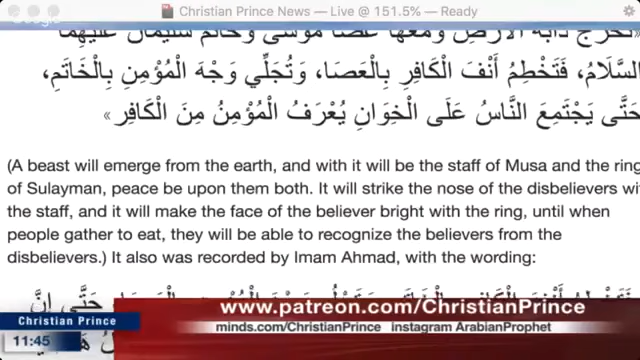 Christian Prince News — Live @ 151.5% — Ready
السَّلَامُ، فَتَخْطِمُ أَنْفَ الْكَافِرِ بِالْعَصَا، وَتُجَلِّي وَجْهَ الْمُؤْمِنِ بِالْخَاتَمِ،
حَتَّى يَجْتَمِعَ النَّاسُ عَلَى الْخِوَانِ يُعْرَفُ الْمُؤْمِنُ مِنَ الْكَافِرِ»
(A beast will emerge from the earth, and with it will be the staff of Musa and the ring
of Sulayman, peace be upon them both. It will strike the nose of the disbelievers wi
the staff, and it will make the face of the believer bright with the ring, until when
people gather to eat, they will be able to recognize the believers from the
disbelievers.) It also was recorded by Imam Ahmad, with the wording:
www.patreon.com/ChristianPrince
Christian Prince
minds.com/ChristianPrince instagram ArabianProphet
11:45